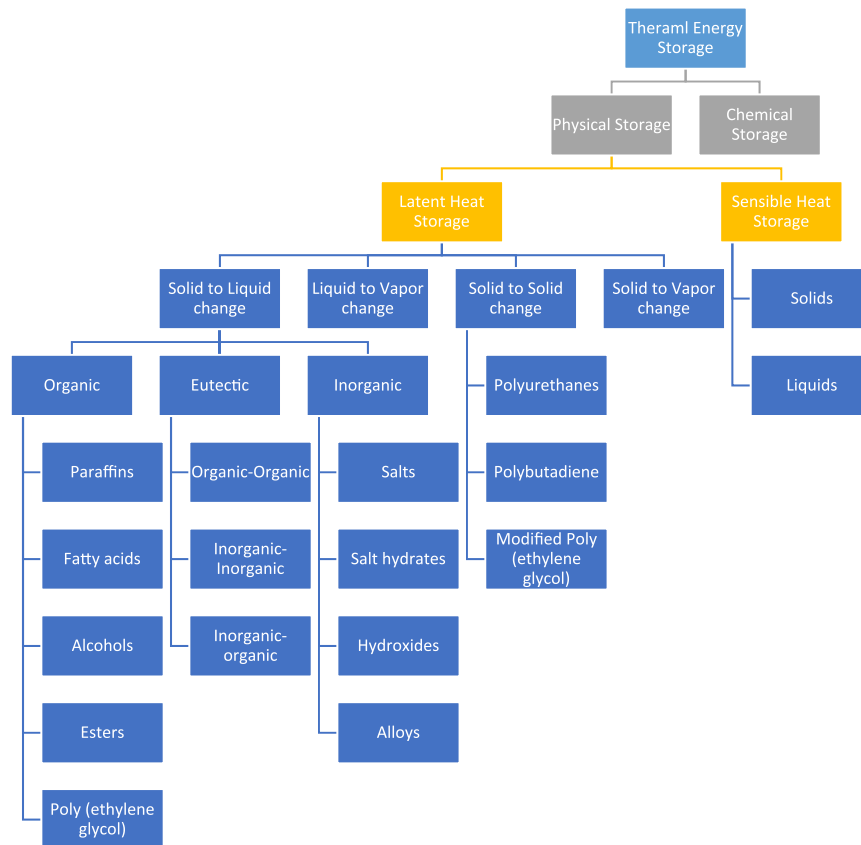 Theraml Energy
Storage
Physical Storage
Chemical
Storage
Latent Heat
Storage
Sensible Heat
Storage
Solid to Liquid
change
Liquid to Vapor
change
Solid to Solid
change
Solid to Vapor
change
Solids
Liquids
Organic
Eutectic
Inorganic
Polyurethanes
Polybutadiene
Modified Poly
(ethylene
glycol)
Paraffins
Fatty acids
Alcohols
Esters
Poly (ethylene
glycol)
Organic-Organic
Inorganic-
Inorganic
Inorganic-
organic
Salts
Salt hydrates
Hydroxides
Alloys